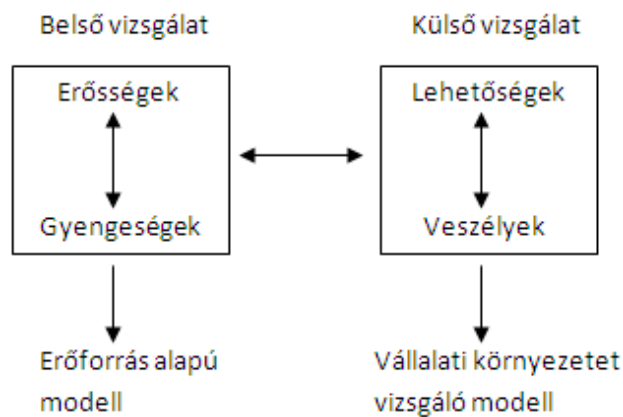 Belső vizsgálat
Külső vizsgálat
Erősségek
Lehetőségek
Gyengeségek
Veszélyek
Erőforrás alapú
modell
Vállalati környezetet
vizsgáló modell